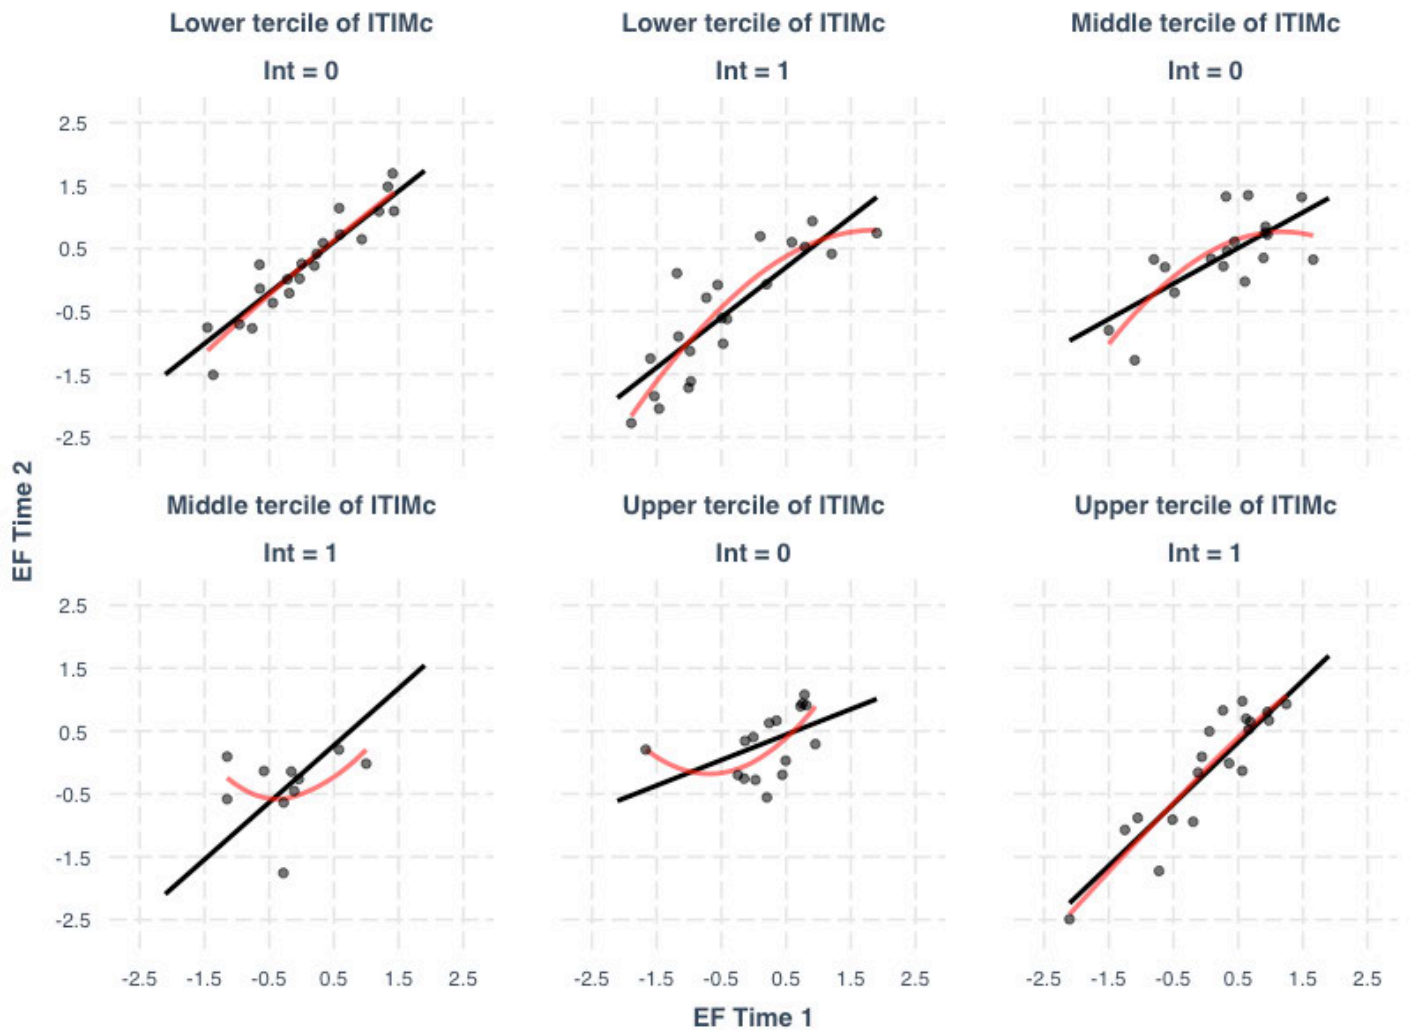 Lower tercile of ITIMc
Int = 0
Lower tercile of ITIMc
Int = 1
Middle tercile of ITIMc
Int = 0
2.5
1.5
0.5
-0.5
-1.5
-2.5
EF Time 2
Middle tercile of ITIMc
Int = 1
Upper tercile of ITIMc
Int = 0
Upper tercile of ITIMc
Int = 1
2.5
1.5
0.5
-0.5
-1.5
-2.5
-2.5 -1.5 -0.5 0.5 1.5 2.5
-2.5 -1.5 -0.5 0.5 1.5 2.5
-2.5 -1.5 -0.5 0.5 1.5 2.5
EF Time 1